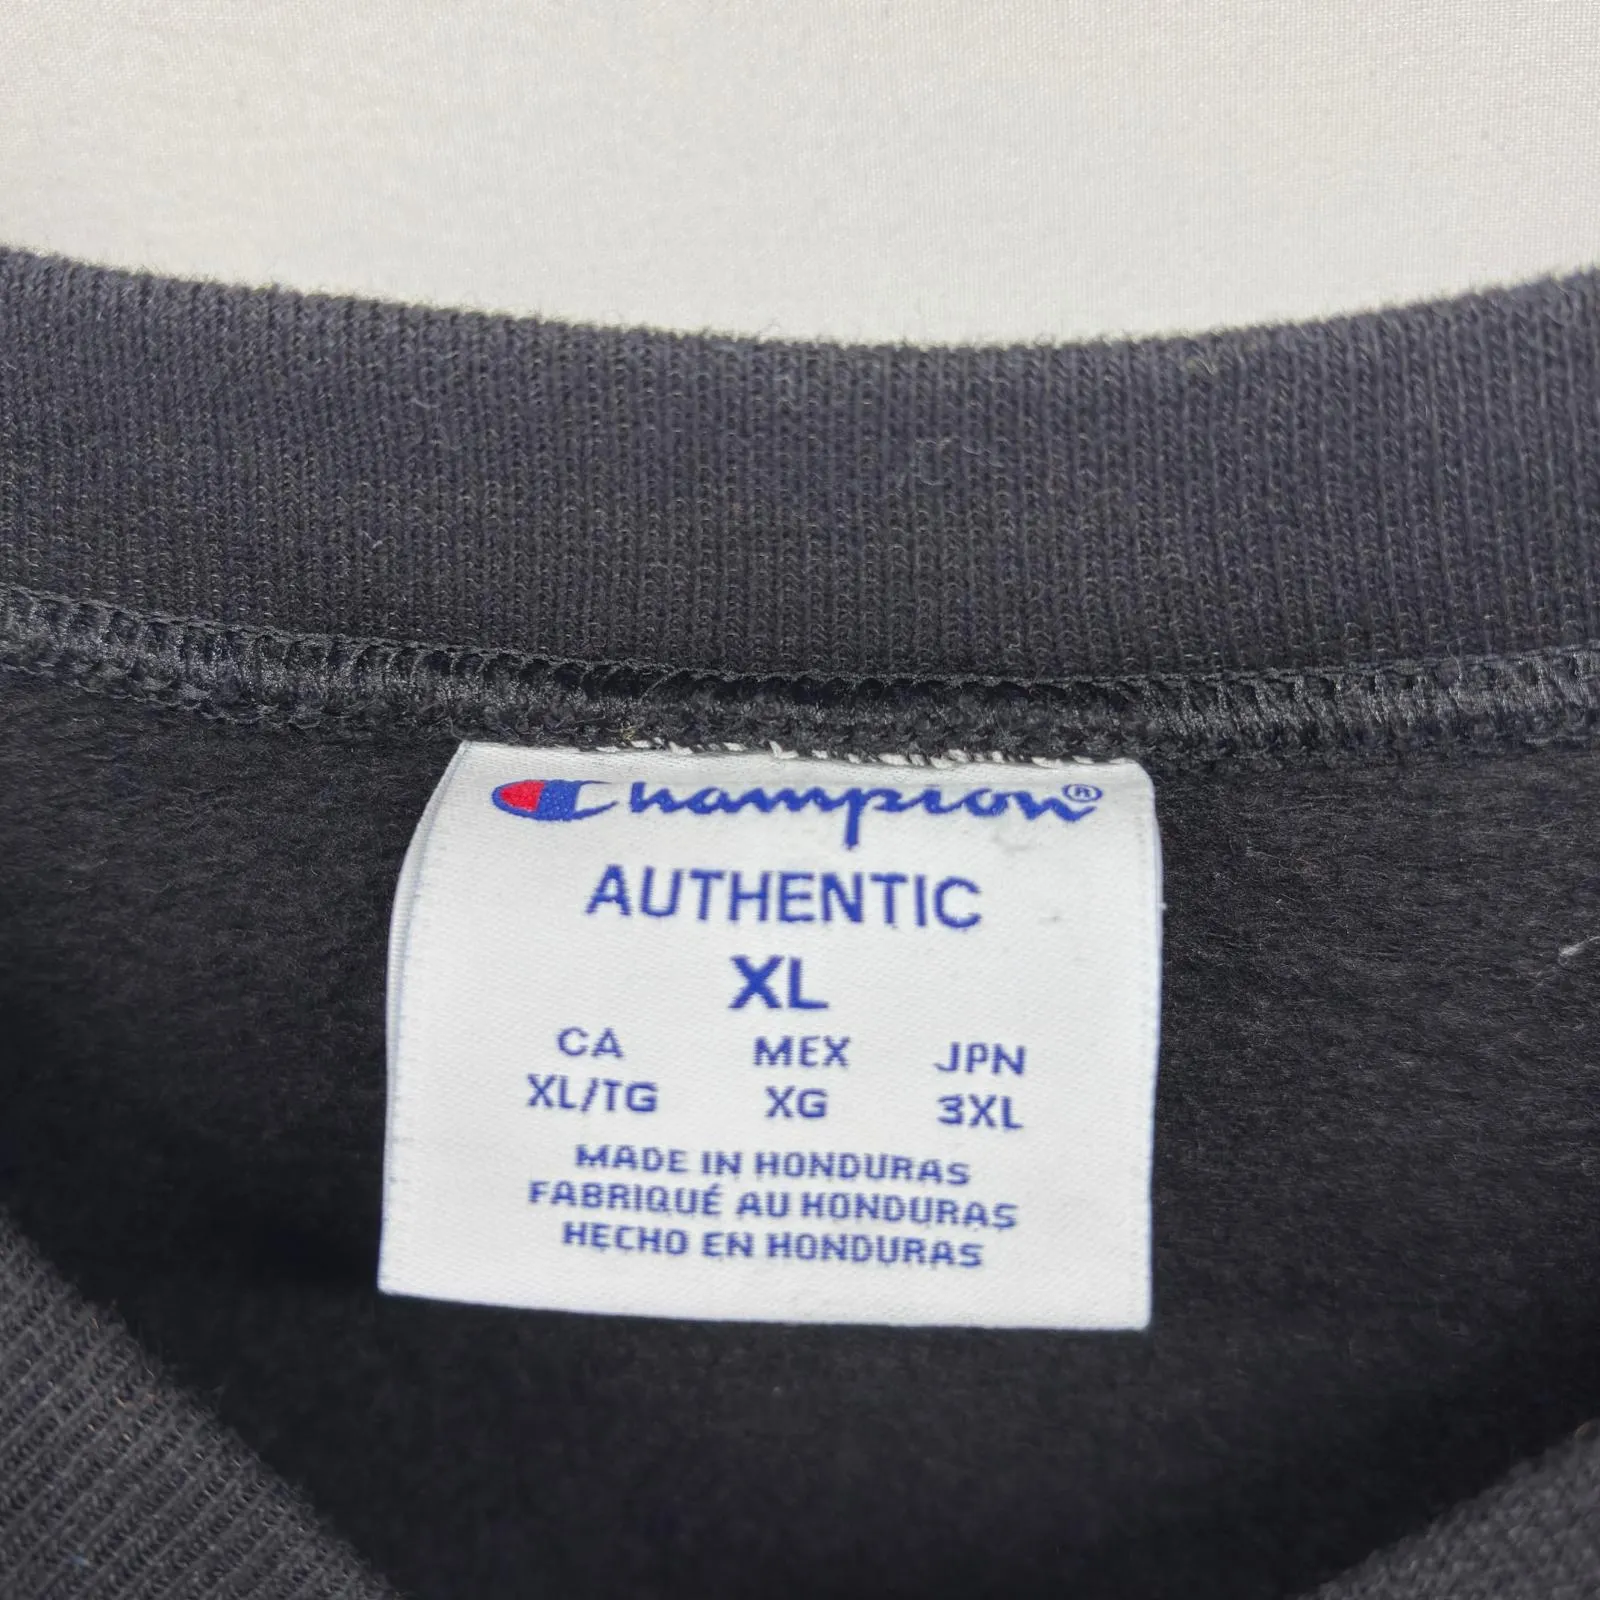 Champion®
AUTHENTIC
XL
CA MEX JPN
XL/TG XG 3XL
MADE IN HONDURAS
FABRIQUÉ AU HONDURAS
HECHO EN HONDURAS